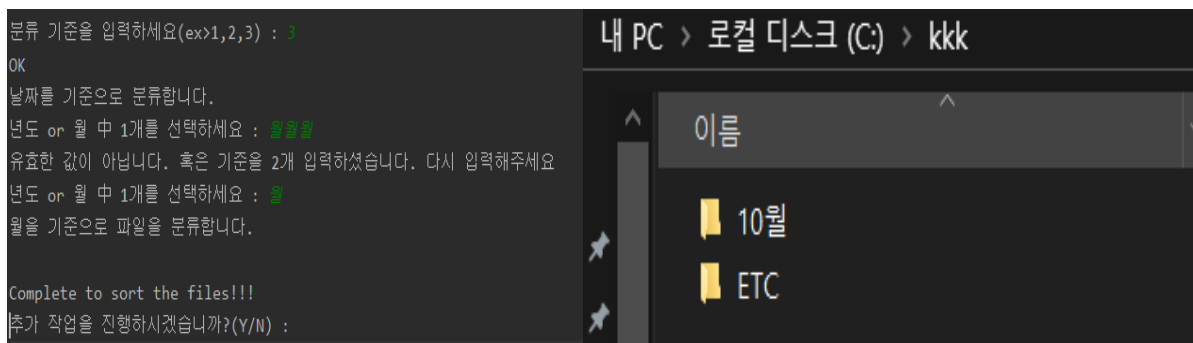 분류 기준을 입력하세요(ex>1,2,3) : 3
OK
날짜를 기준으로 분류합니다.
년도 or 월 中 1개를 선택하세요 : 월월월
유효한 값이 아닙니다. 혹은 기준을 2개 입력하셨습니다. 다시 입력해주세요
년도 or 월 中 1개를 선택하세요 : 월
월을 기준으로 파일을 분류합니다.
Complete to sort the files!!!
추가 작업을 진행하시겠습니까?(Y/N) :
내 PC > 로컬 디스크 (C:) > kkk
이름
10월
ETC